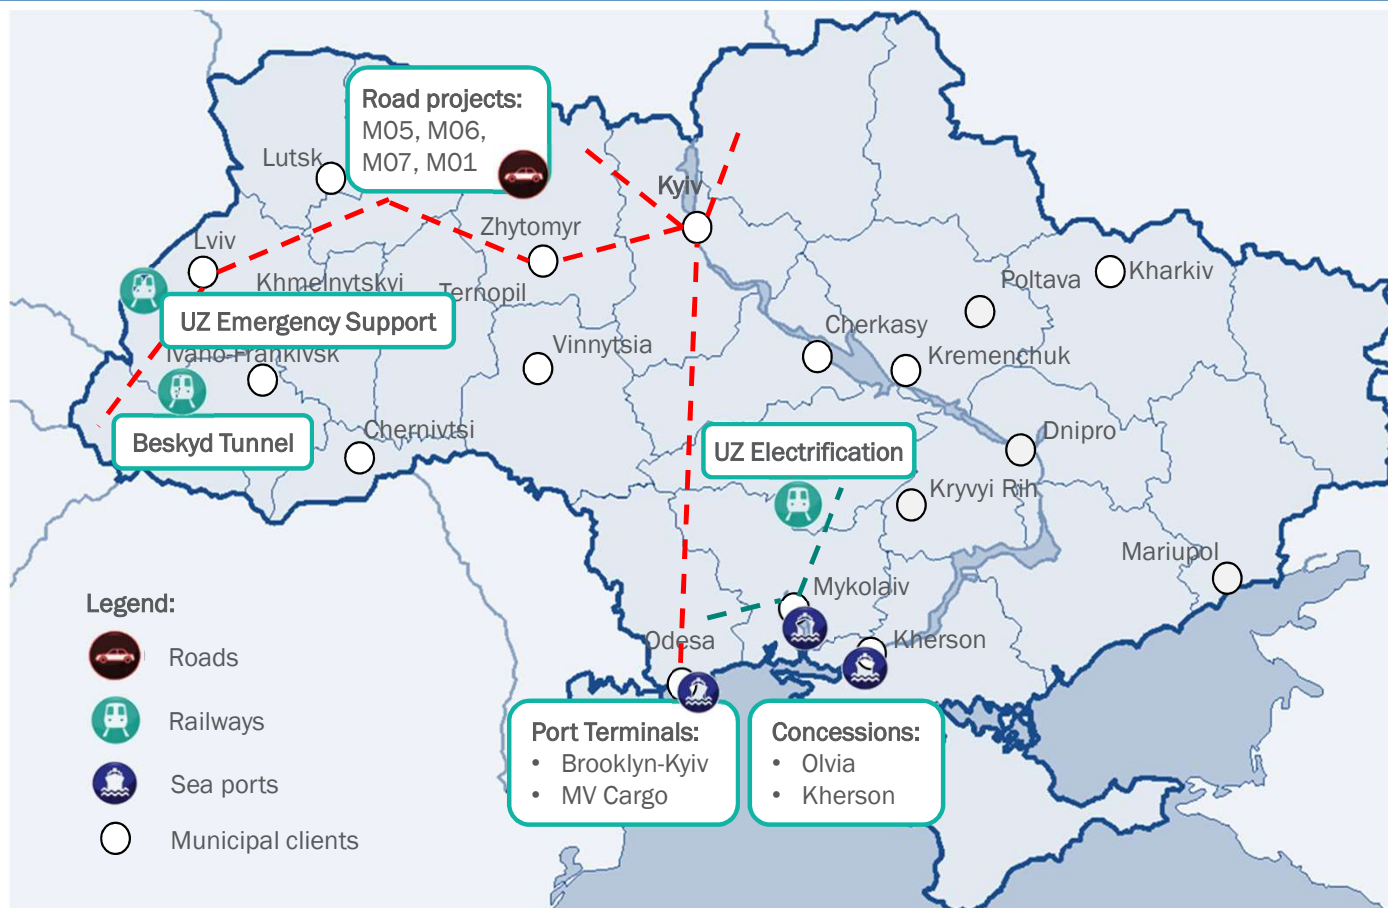 Road projects:
M05, M06,
M07, M01
Lutsk
Kyiv
Zhytomyr
Lviv
Khmelnytskyi
Ternopil
Poltava
Kharkiv
UZ Emergency Support
Cherkasy
Ivano-Frankivsk
Vinnytsia
Kremenchuk
Beskyd Tunnel
Chernivtsi
UZ Electrification
Dnipro
Kryvyi Rih
Mariupol
Mykolaiv
Odesa
Kherson
Legend:
Roads
Railways
Sea ports
Municipal clients
Port Terminals:
• Brooklyn-Kyiv
• MV Cargo
Concessions:
• Olvia
• Kherson